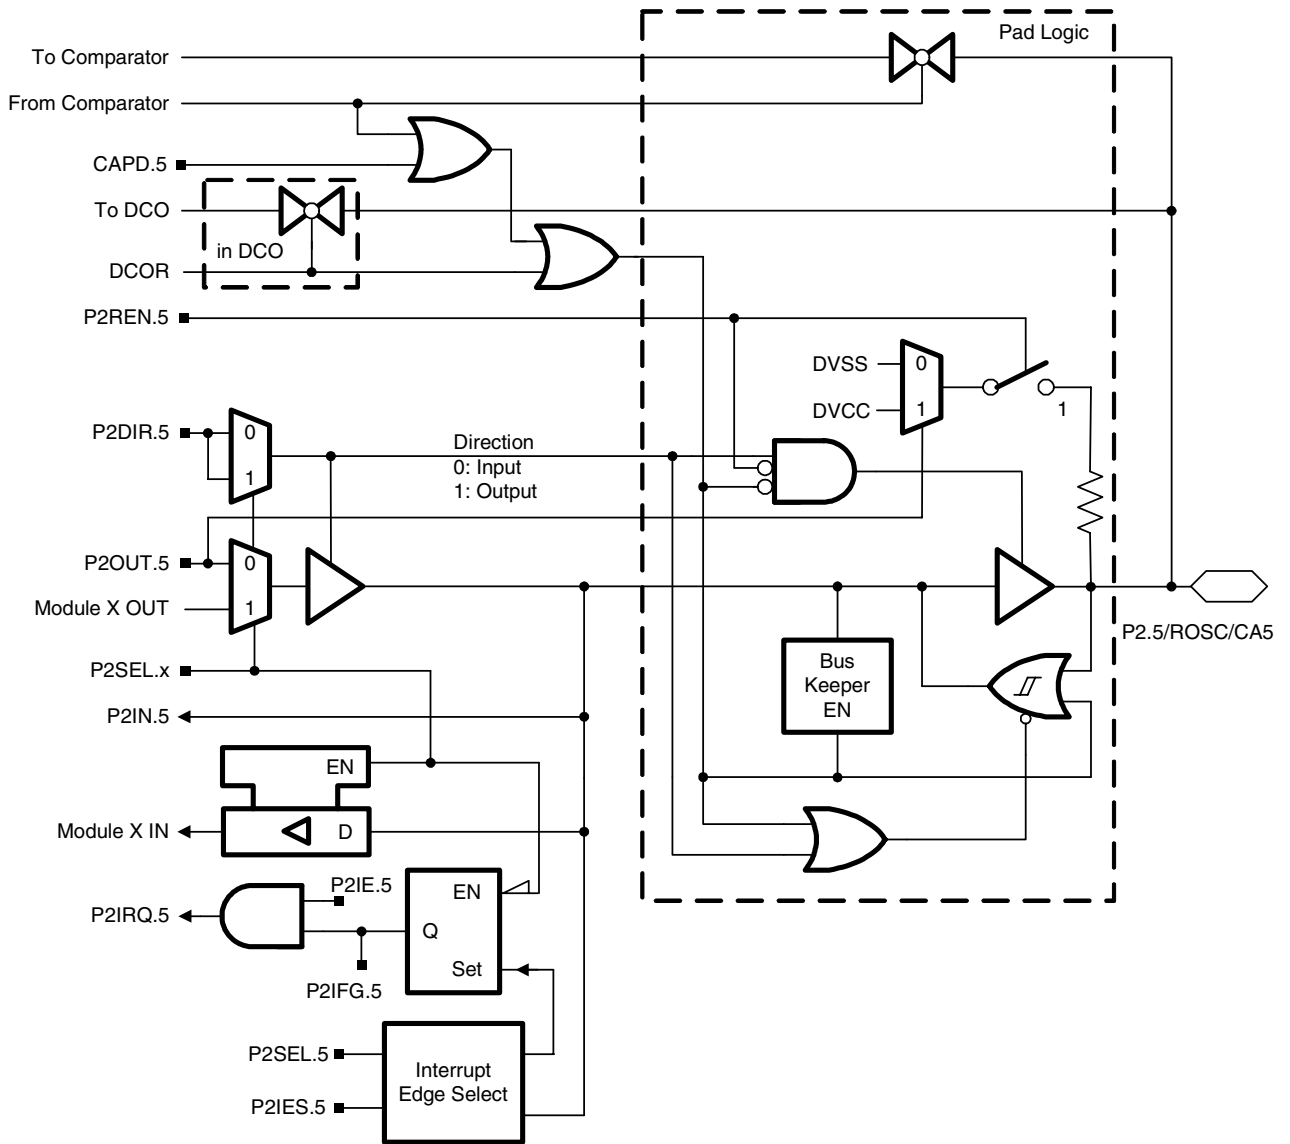 Pad Logic
To Comparator
From Comparator
CAPD.5
To DCO
in DCO
DCOR
P2REN.5
DVSS
0
DVCC
1
1
P2DIR.5
0
1
Direction
0: Input
1: Output
P2OUT.5
0
Module X OUT
1
P2SEL.x
P2.5/ROSC/CA5
Bus
Keeper
EN
P2IN.5
EN
Module X IN
D
P2IE.5
P2IRQ.5
EN
Q
Set
P2IFG.5
P2SEL.5
P2IES.5
Interrupt
Edge Select